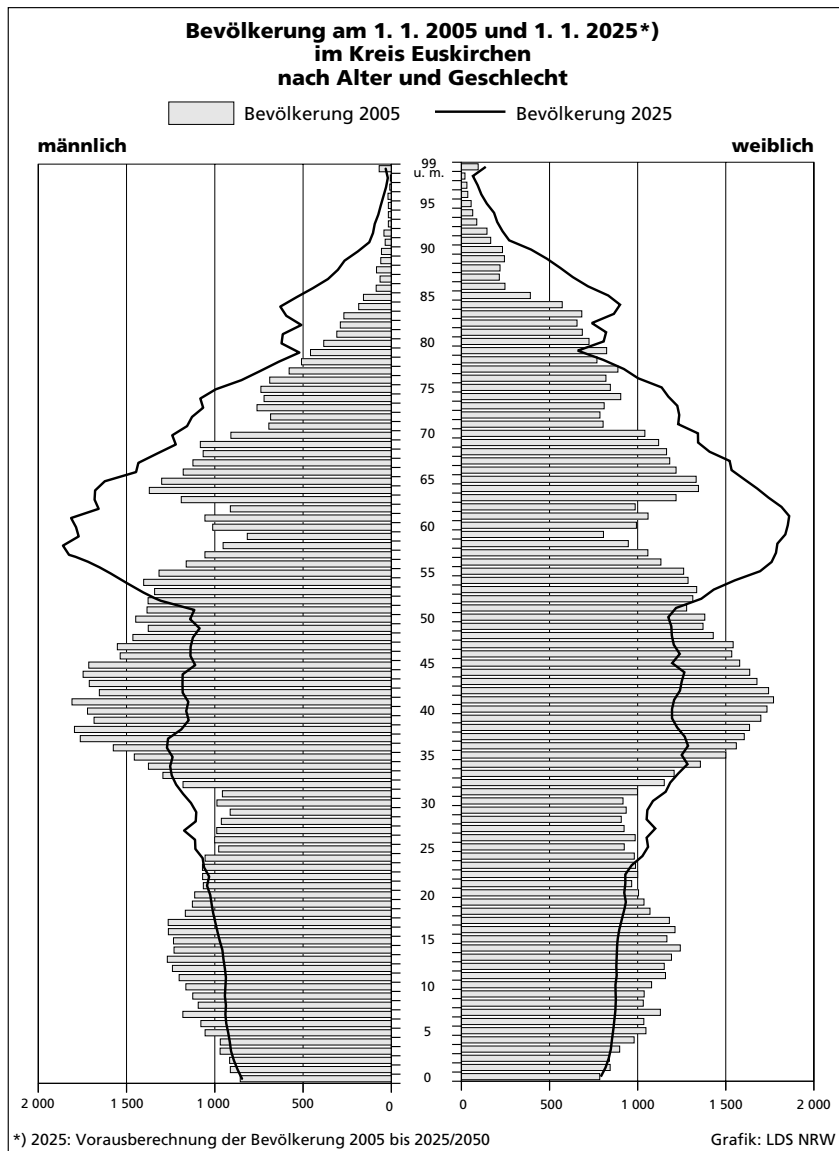 Bevölkerung am 1. 1. 2005 und 1. 1. 2025*)
im Kreis Euskirchen
nach Alter und Geschlecht
Bevölkerung 2005 Bevölkerung 2025
männlich weiblich
99
u. m.
95
90
85
80
75
70
65
60
55
50
45
40
35
30
25
20
15
10
5
0
2 000 1 500 1 000 500 0 0 500 1 000 1 500 2 000
*) 2025: Vorausberechnung der Bevölkerung 2005 bis 2025/2050 Grafik: LDS NRW